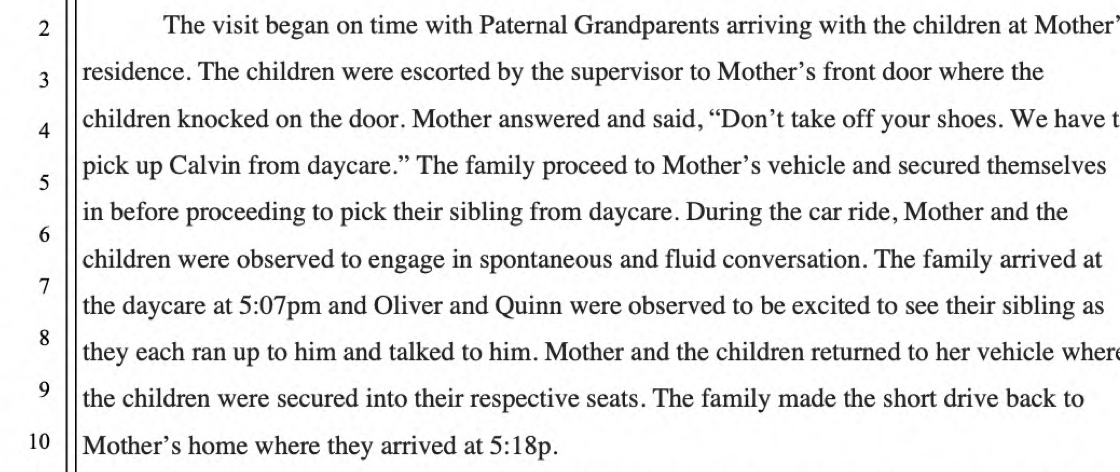 2 The visit began on time with Paternal Grandparents arriving with the children at Mother’
3 residence. The children were escorted by the supervisor to Mother’s front door where the
4 children knocked on the door. Mother answered and said, “Don’t take off your shoes. We have t
pick up Calvin from daycare.” The family proceed to Mother’s vehicle and secured themselves
5 in before proceeding to pick their sibling from daycare. During the car ride, Mother and the
6 children were observed to engage in spontaneous and fluid conversation. The family arrived at
7 the daycare at 5:07pm and Oliver and Quinn were observed to be excited to see their sibling as
8 they each ran up to him and talked to him. Mother and the children returned to her vehicle where
9 the children were secured into their respective seats. The family made the short drive back to
10 Mother’s home where they arrived at 5:18p.